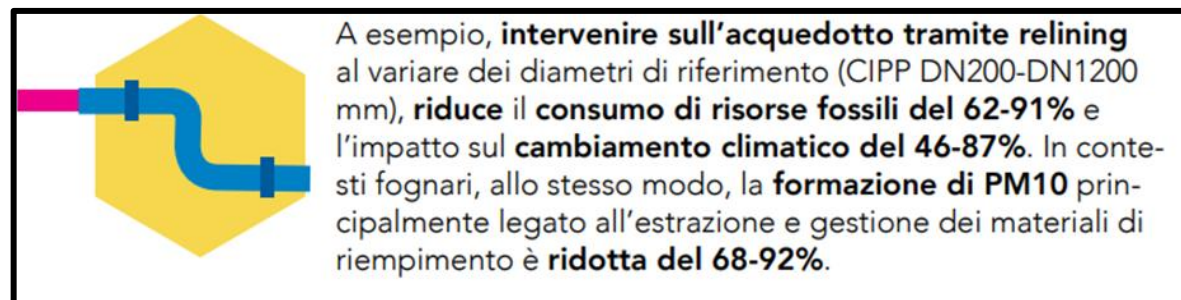 A esempio, intervenire sull'acquedotto tramite relining
al variare dei diametri di riferimento (CIPP DN200-DN1200
mm), riduce il consumo di risorse fossili del 62-91% e
l'impatto sul cambiamento climatico del 46-87%. In conte-
sti fognari, allo stesso modo, la formazione di PM10 prin-
cipalmente legato all'estrazione e gestione dei materiali di
riempimento è ridotta del 68-92%.